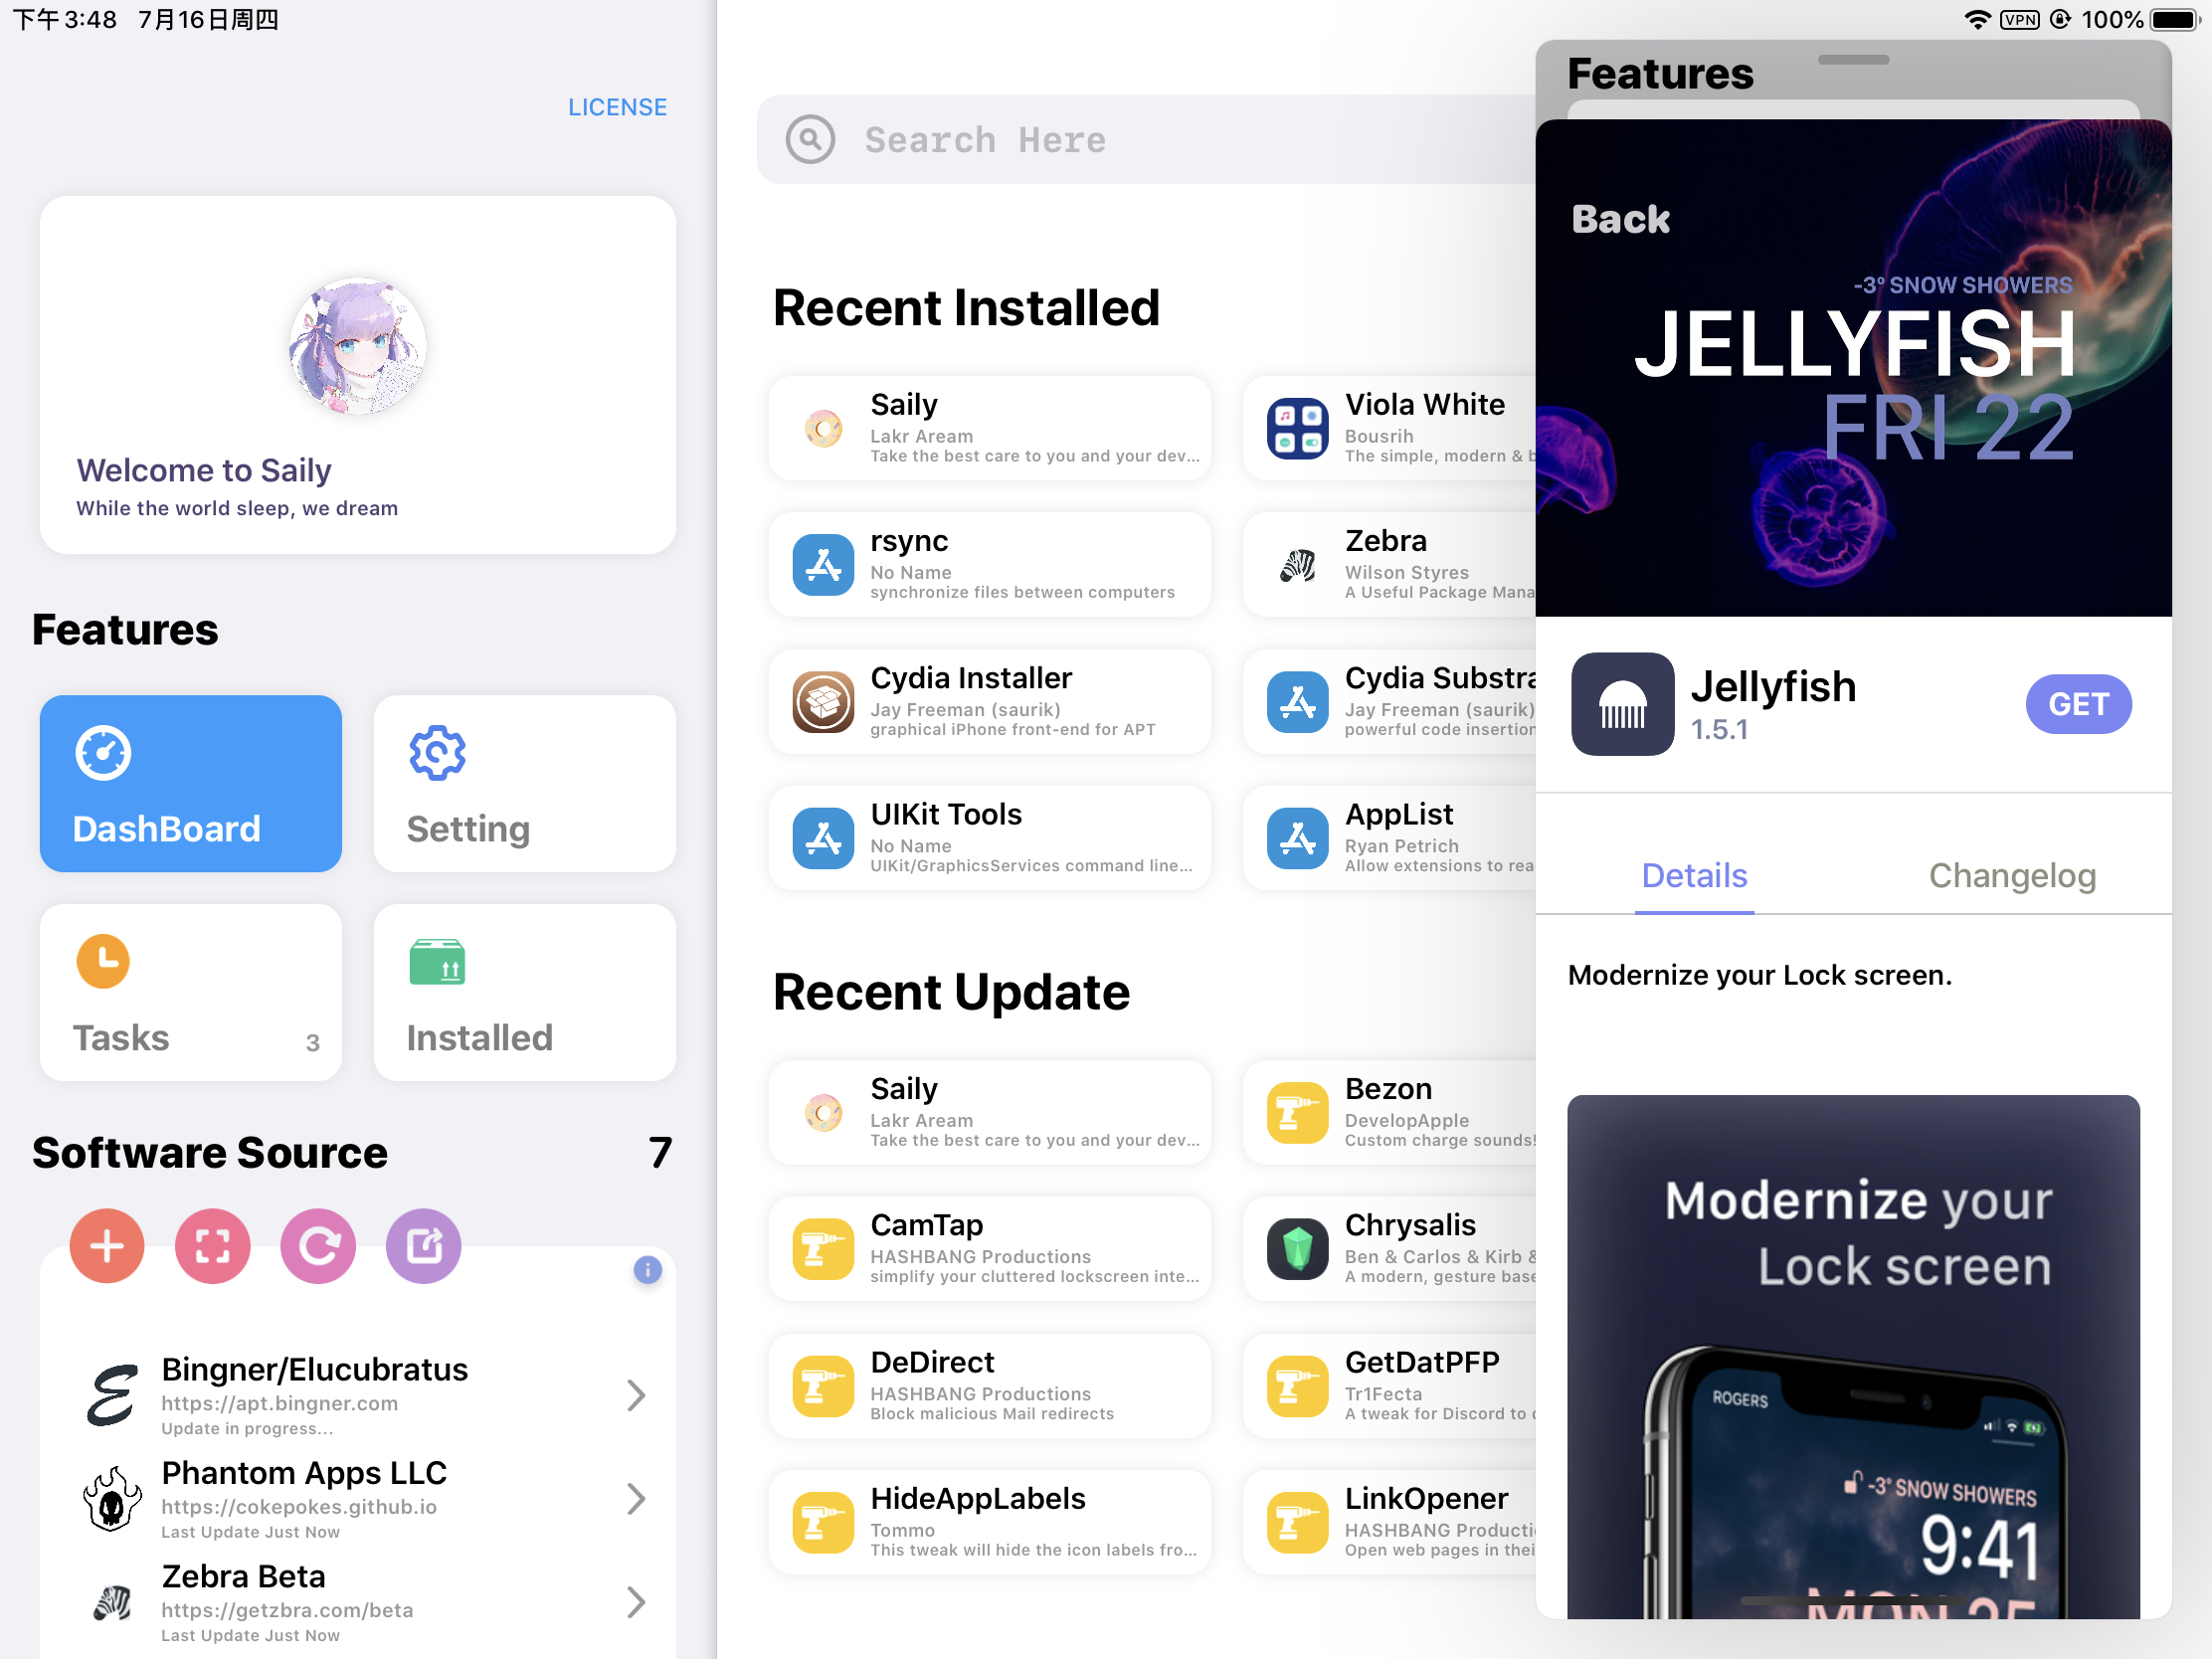 下午3:48 7月16日周四
VPN 100%
LICENSE
Welcome to Saily
While the world sleep, we dream
Features
DashBoard
Setting
Tasks
3
Installed
Software Source
7
Bingner/Elucubratus
https://apt.bingner.com
Update in progress...
Phantom Apps LLC
https://cokepokes.github.io
Last Update Just Now
Zebra Beta
https://getzbra.com/beta
Last Update Just Now
Search Here
Recent Installed
Saily
Lakr Aream
Take the best care to you and your dev...
Viola White
Bousrih
The simple, modern & b
rsync
No Name
synchronize files between computers
Zebra
Wilson Styres
A Useful Package Mana
Cydia Installer
Jay Freeman (saurik)
graphical iPhone front-end for APT
Cydia Substra
Jay Freeman (saurik)
powerful code insertion
UIKit Tools
No Name
UIKit/GraphicsServices command line...
AppList
Ryan Petrich
Allow extensions to rea
Recent Update
Saily
Lakr Aream
Take the best care to you and your dev...
Bezon
DevelopApple
Custom charge sounds!
CamTap
HASHBANG Productions
simplify your cluttered lockscreen inte...
Chrysalis
Ben & Carlos & Kirb &
A modern, gesture base
DeDirect
HASHBANG Productions
Block malicious Mail redirects
GetDatPFP
Tr1Fecta
A tweak for Discord to c
HideAppLabels
Tommo
This tweak will hide the icon labels fro...
LinkOpener
HASHBANG Producti
Open web pages in thei
Features
Back
-3° SNOW SHOWERS
JELLYFISH
FRI 22
Jellyfish
1.5.1
GET
Details
Changelog
Modernize your Lock screen.
Modernize your
Lock screen
ROGERS
-3° SNOW SHOWERS
9:41
MON 25